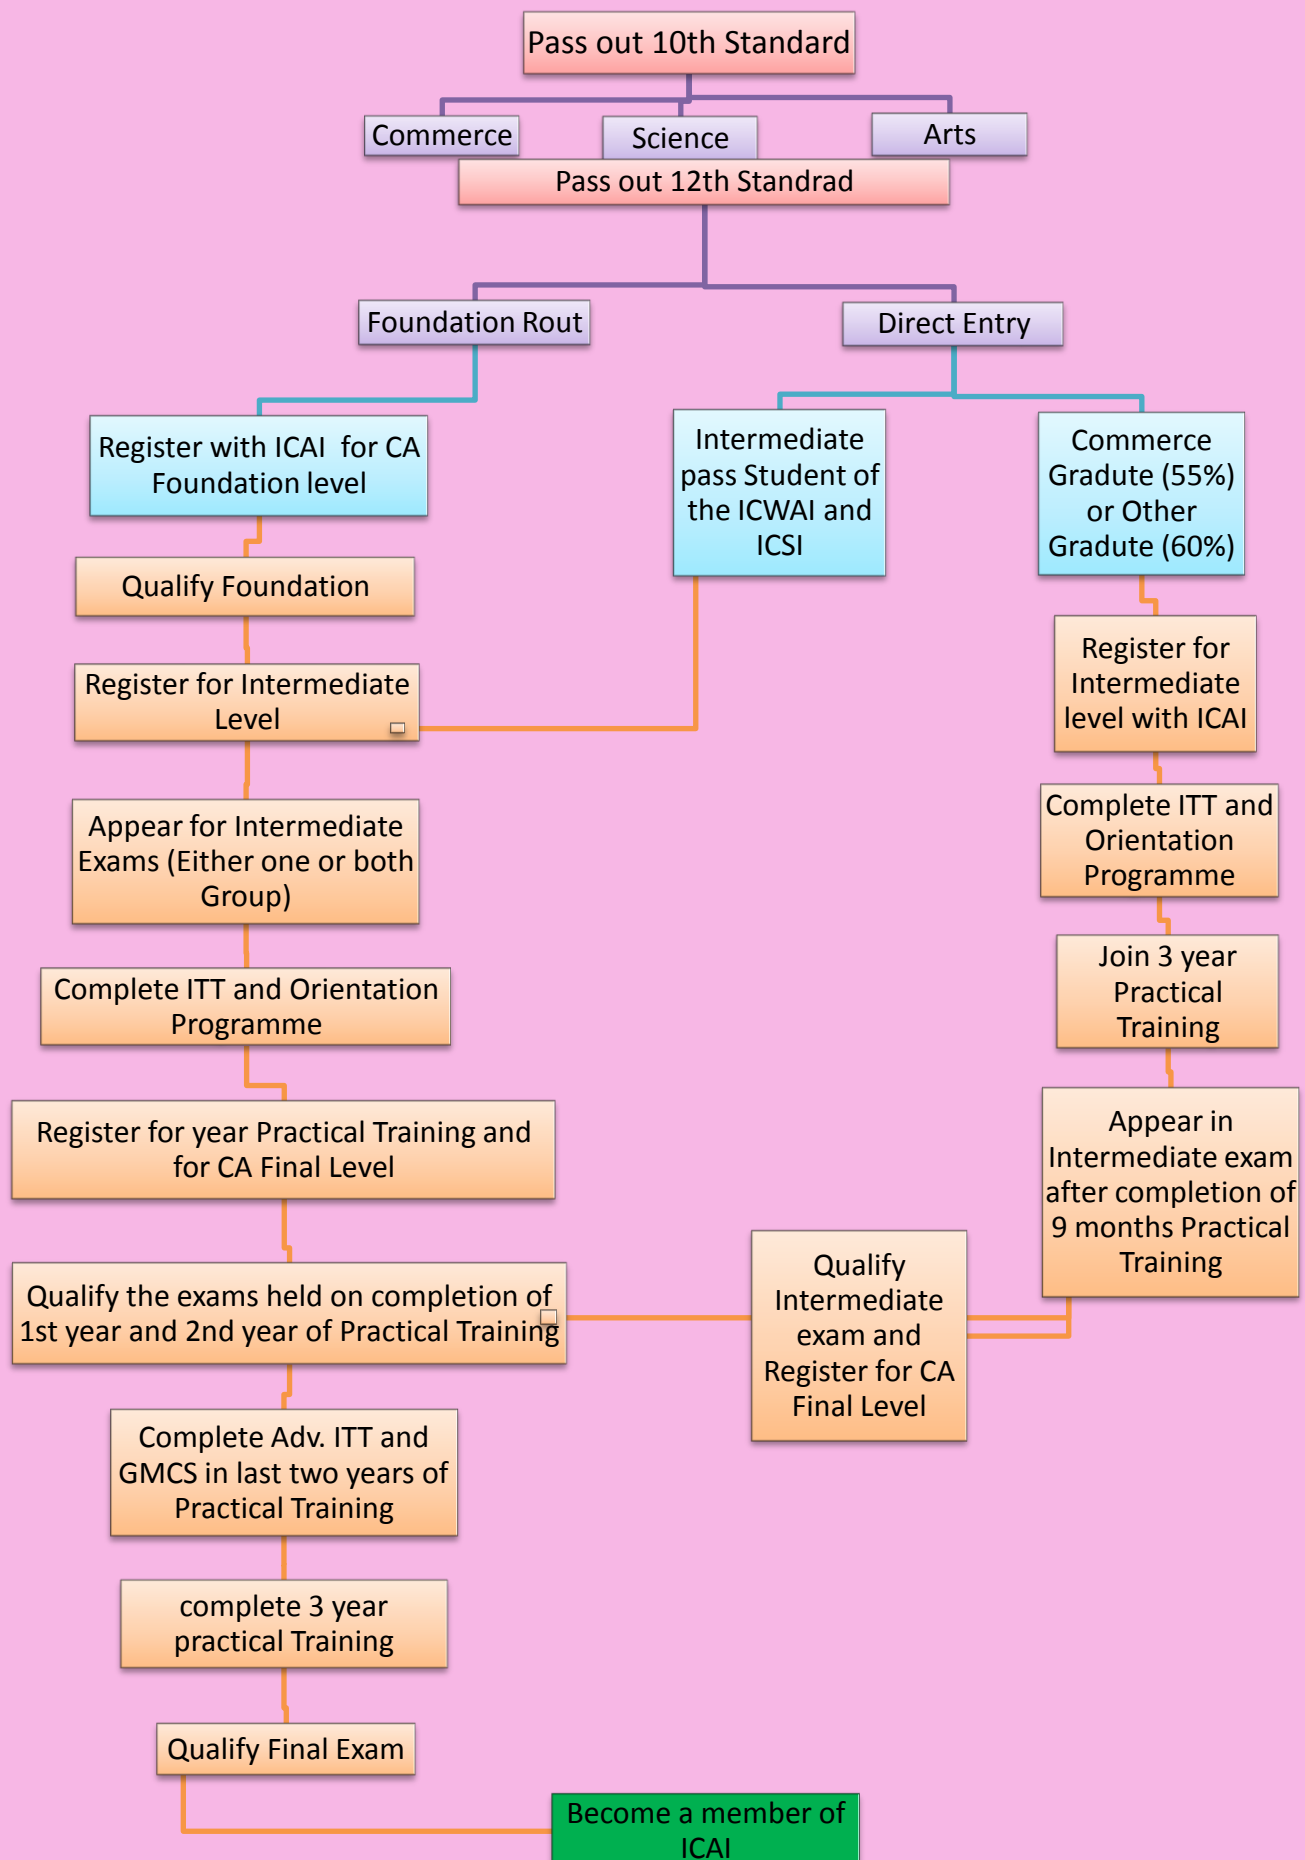 Pass out 10th Standard
Commerce
Science
Arts
Pass out 12th Standrad
Foundation Rout
Direct Entry
Register with ICAI for CA
Foundation level
Intermediate
pass Student of
the ICWAI and
ICSI
Commerce
Gradute (55%)
or Other
Gradute (60%)
Qualify Foundation
Register for Intermediate
Level
Register for
Intermediate
level with ICAI
Appear for Intermediate
Exams (Either one or both
Group)
Complete ITT and
Orientation
Programme
Complete ITT and Orientation
Programme
Join 3 year
Practical
Training
Register for year Practical Training and
for CA Final Level
Appear in
Intermediate exam
after completion of
9 months Practical
Training
Qualify the exams held on completion of
1st year and 2nd year of Practical Training
Qualify
Intermediate
exam and
Register for CA
Final Level
Complete Adv. ITT and
GMCS in last two years of
Practical Training
complete 3 year
practical Training
Qualify Final Exam
Become a member of
ICAI